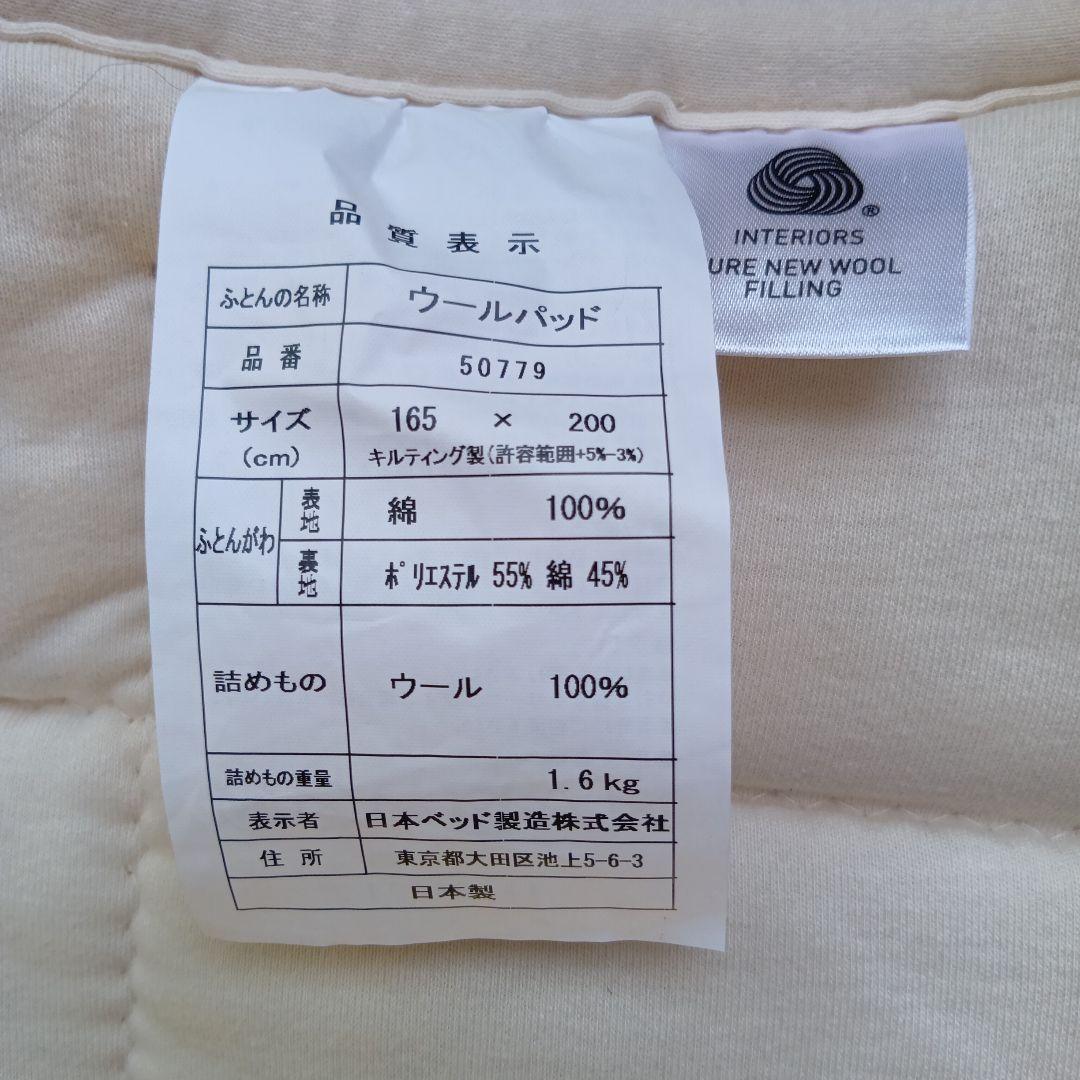 品質表示
ふとんの名称 ウールパッド
品番 50779
サイズ(cm) 165 × 200
キルティング製(許容範囲+5%-3%)
ふとんがわ 表地 綿 100%
裏地 ポリエステル 55% 綿 45%
詰めもの ウール 100%
詰めもの重量 1.6kg
表示者 日本ベッド製造株式会社
住所 東京都大田区池上5-6-3
日本製
®
INTERIORS
URE NEW WOOL
FILLING